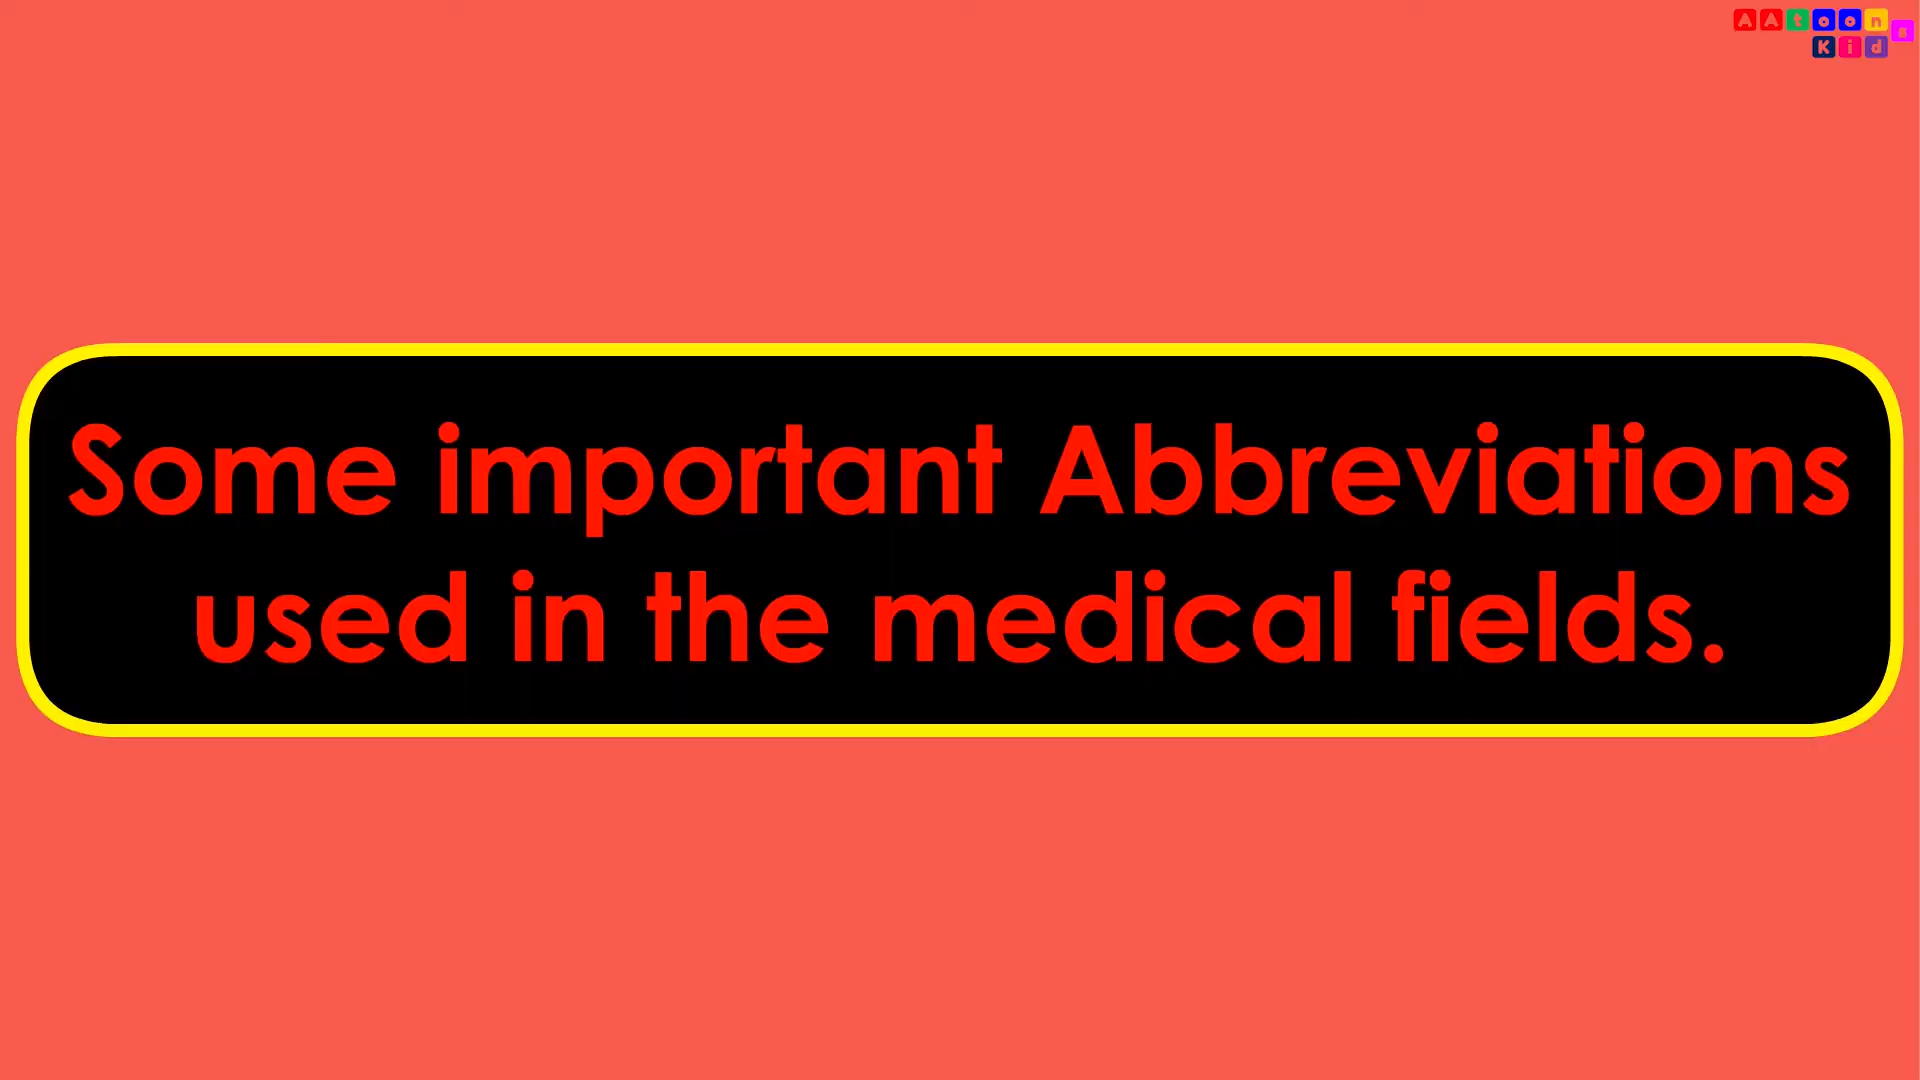 AAtoons
Kid
Some important Abbreviations
used in the medical fields.